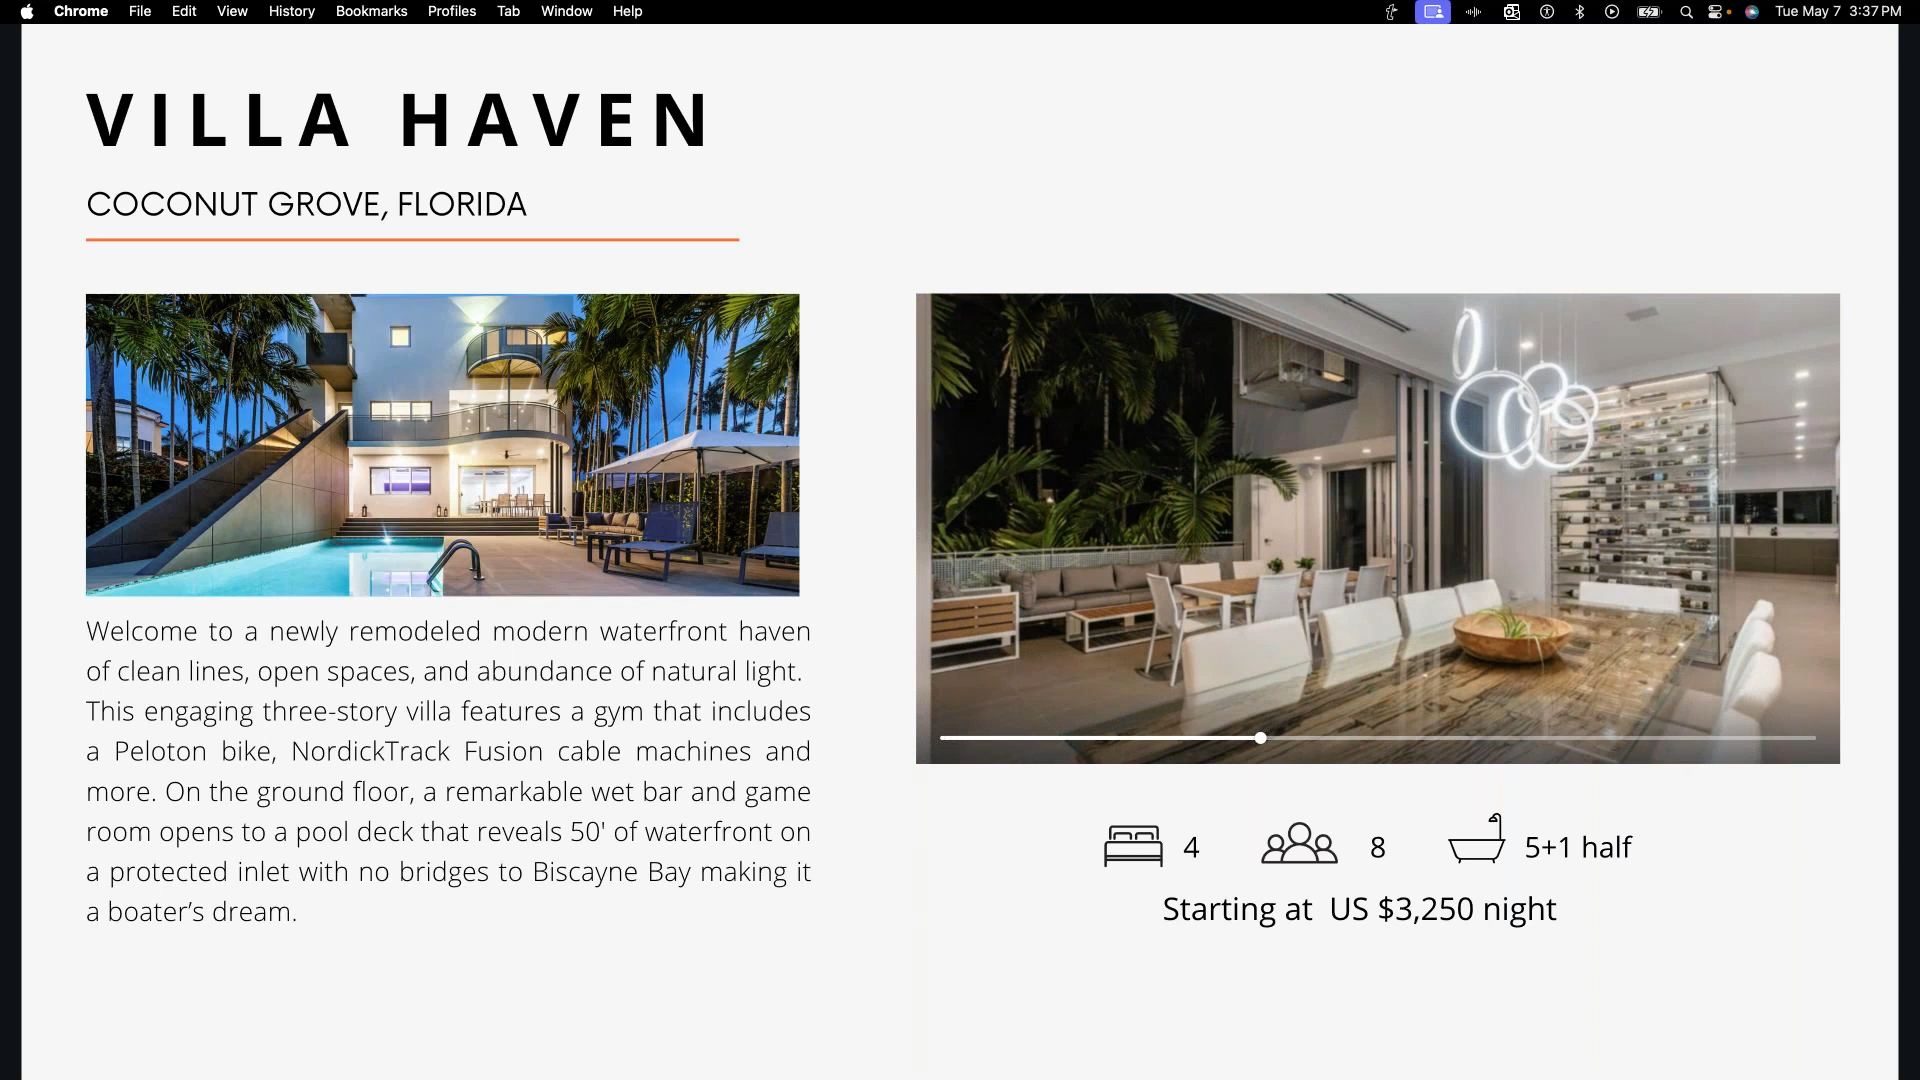 Chrome File Edit View History Bookmarks Profiles Tab Window Help Tue May 7 3:37 PM
VILLA HAVEN
COCONUT GROVE, FLORIDA
Welcome to a newly remodeled modern waterfront haven
of clean lines, open spaces, and abundance of natural light.
This engaging three-story villa features a gym that includes
a Peloton bike, NordickTrack Fusion cable machines and
more. On the ground floor, a remarkable wet bar and game
room opens to a pool deck that reveals 50' of waterfront on
a protected inlet with no bridges to Biscayne Bay making it
a boater’s dream.
4 8 5+1 half
Starting at US $3,250 night